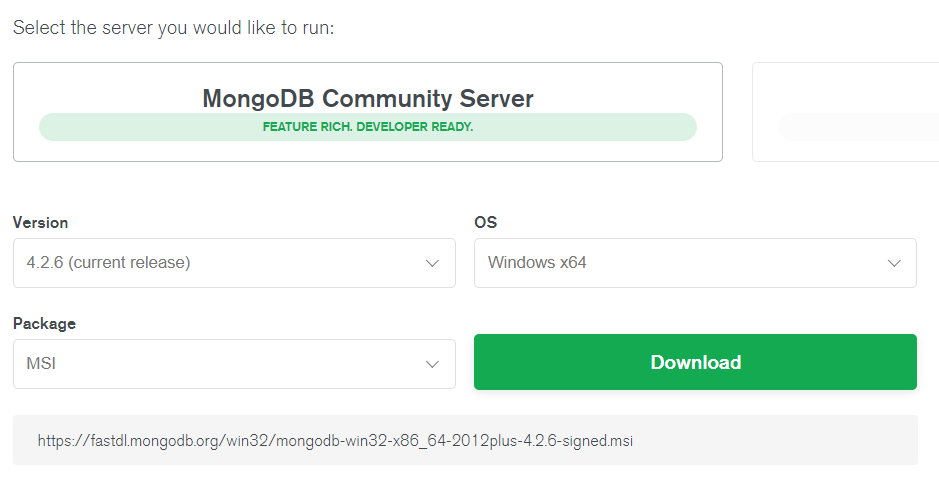 Select the server you would like to run:
MongoDB Community Server
FEATURE RICH. DEVELOPER READY.
Version
OS
4.2.6 (current release)
Windows x64
Package
MSI
Download
https://fastdl.mongodb.org/win32/mongodb-win32-x86_64-2012plus-4.2.6-signed.msi